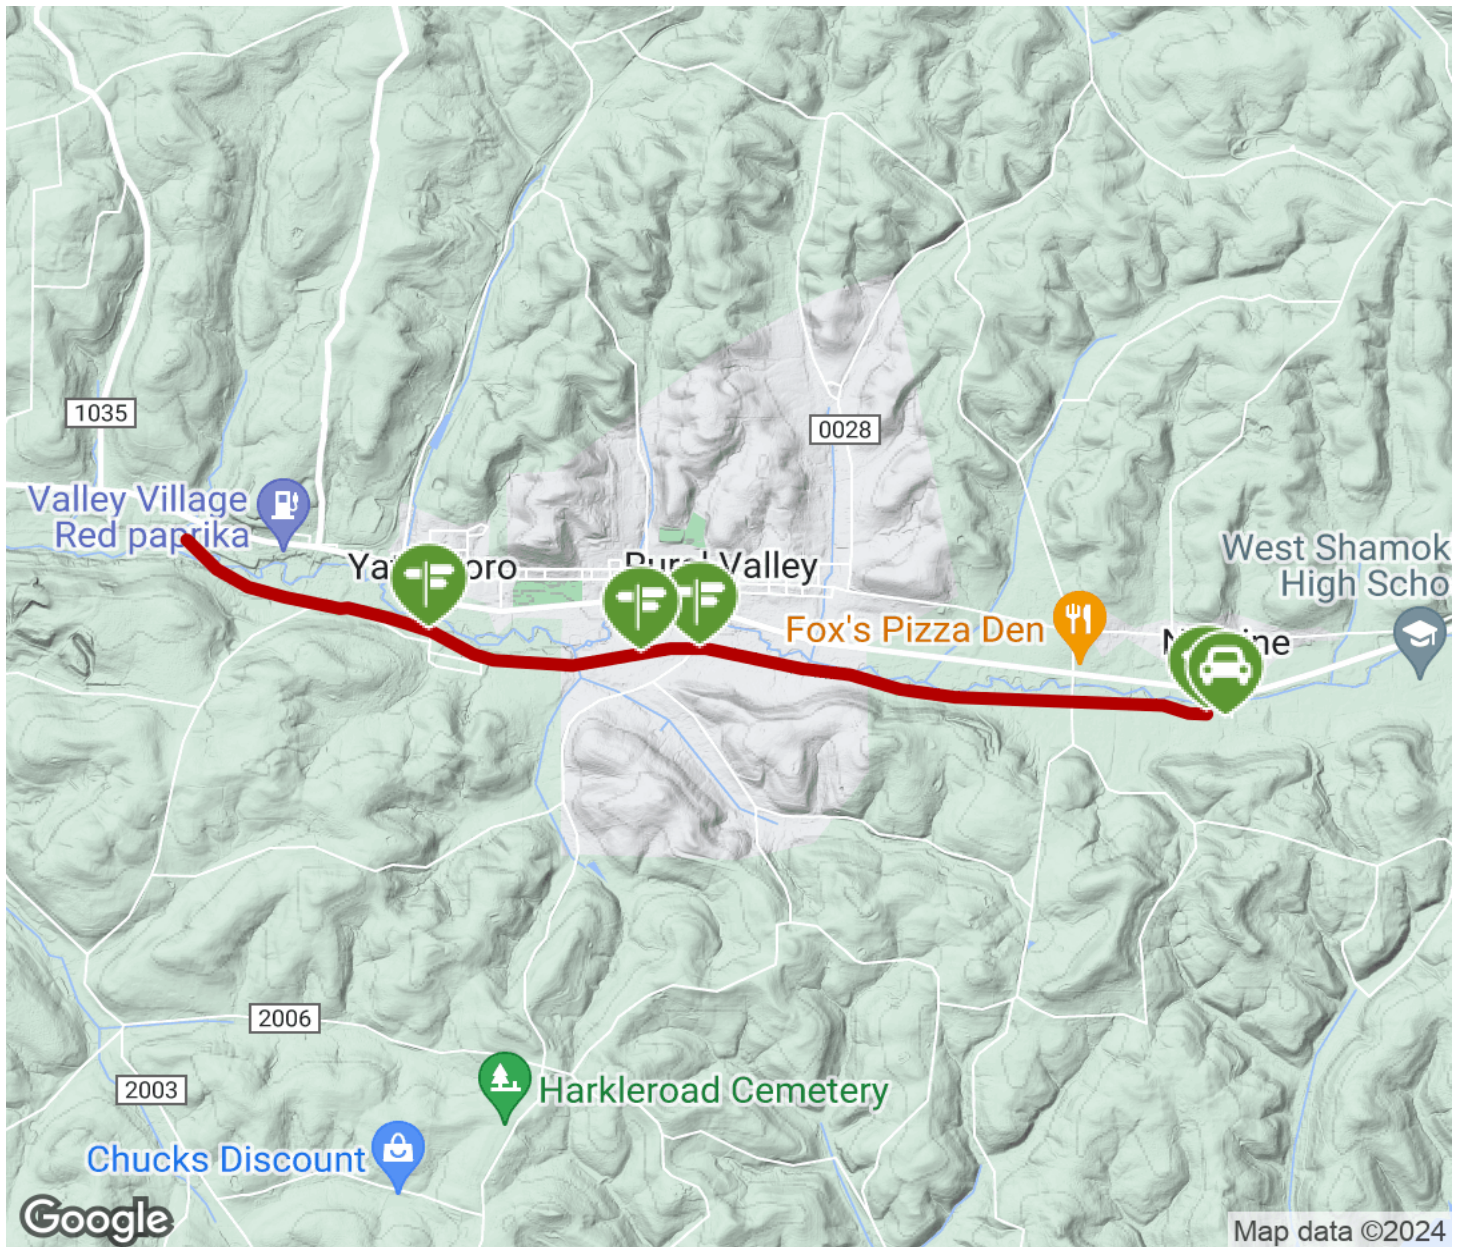 1035
0028
Valley Village
Red paprika
Valley
West Shamok
High Scho
Fox's Pizza Den
2006
2003
Harkleroad Cemetery
Chucks Discount
Google
Map data ©2024